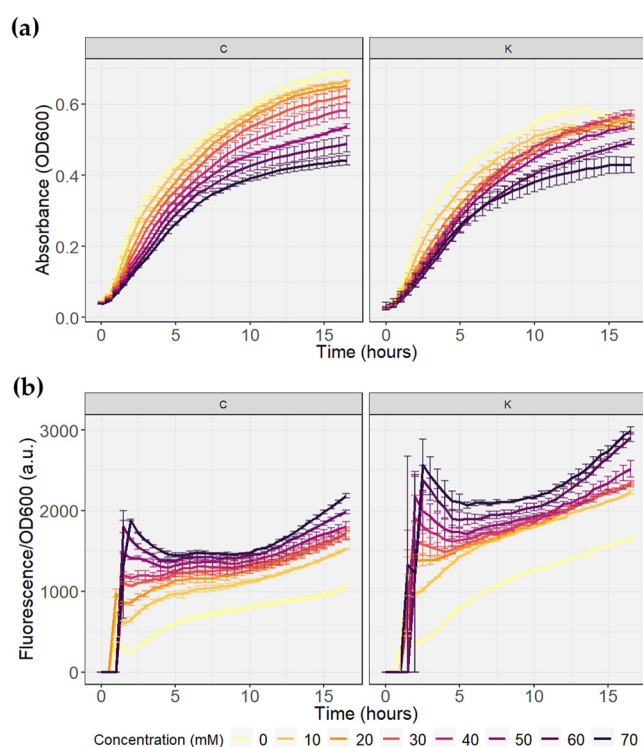 (a)
C K
Absorbance (OD600)
0.6
0.4
0.2
0.0
0 5 10 15 0 5 10 15
Time (hours)
(b)
C K
Fluorescence/OD600 (a.u.)
3000
2000
1000
0
0 5 10 15 0 5 10 15
Time (hours)
Concentration (mM) 0 10 20 30 40 50 60 70